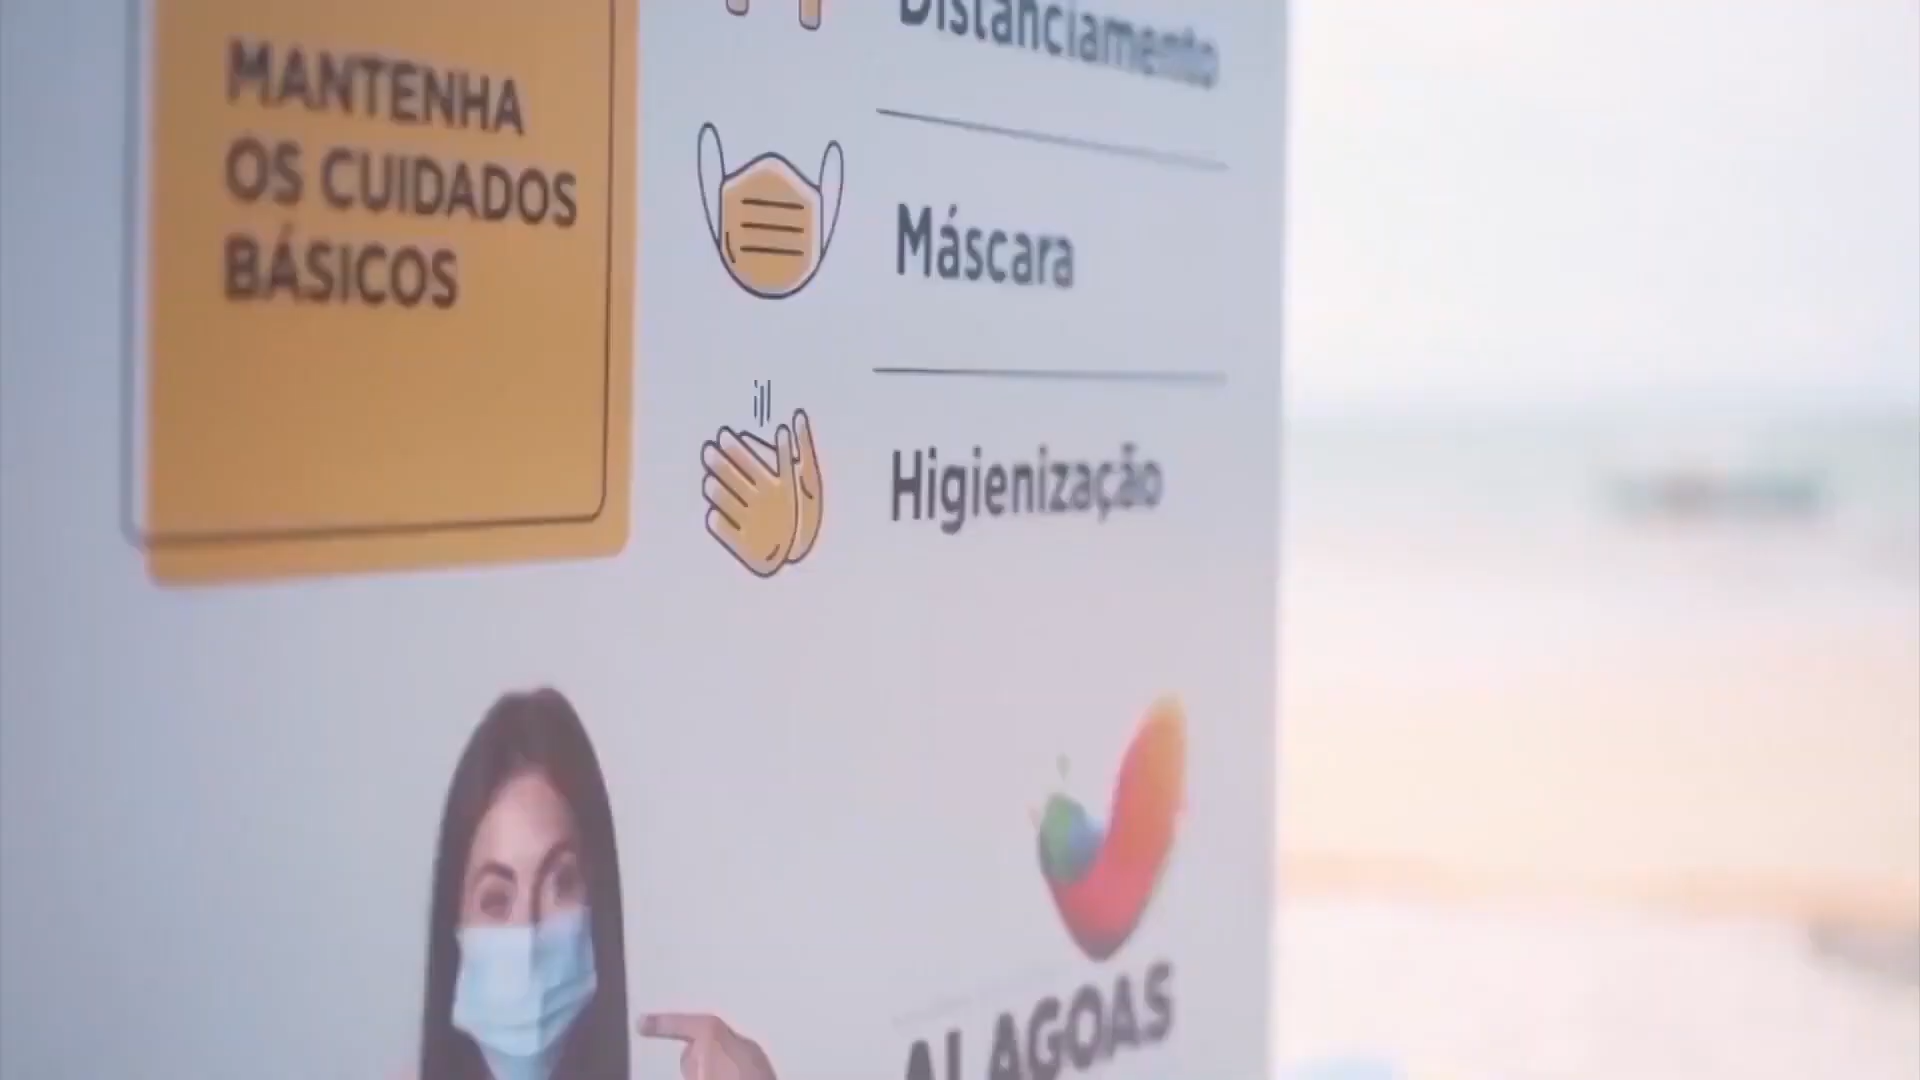 MANTENHA
OS CUIDADOS
BÁSICOS
Distanciamento
Máscara
Higienização
ALAGOAS